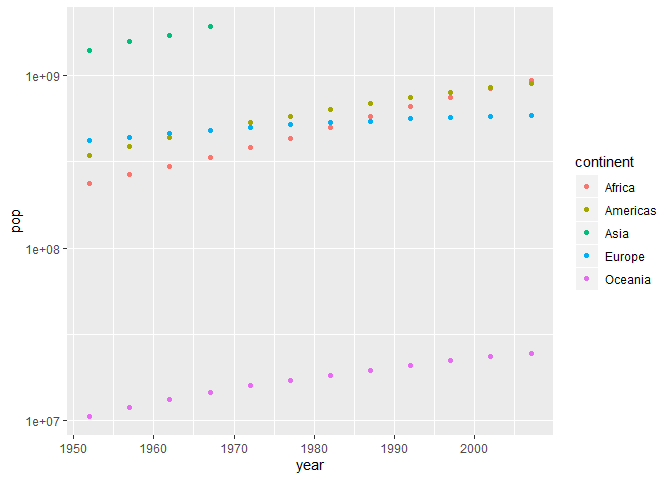 1e+09
1e+08
1e+07
pop
1950 1960 1970 1980 1990 2000
year
continent
Africa
Americas
Asia
Europe
Oceania